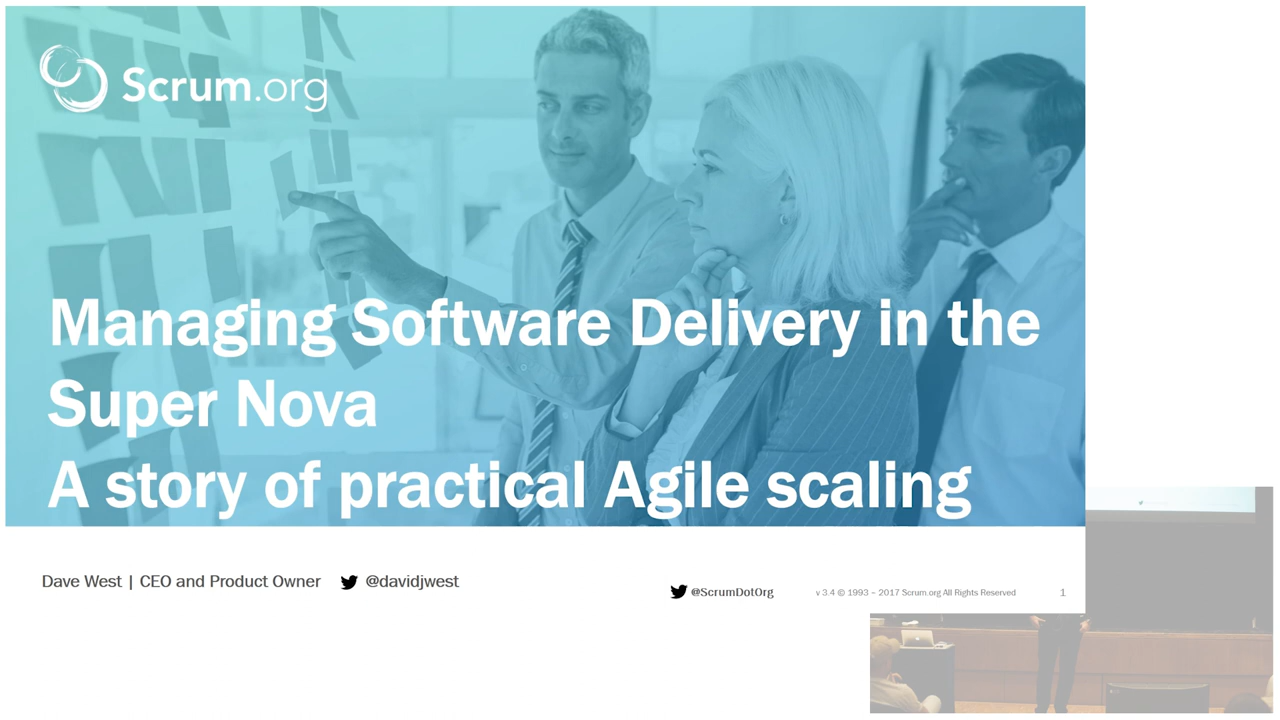 Scrum.org
Managing Software Delivery in the
Super Nova
A story of practical Agile scaling
Dave West | CEO and Product Owner @davidjwest
@ScrumDotOrg v 3.4 © 1993 – 2017 Scrum.org All Rights Reserved 1